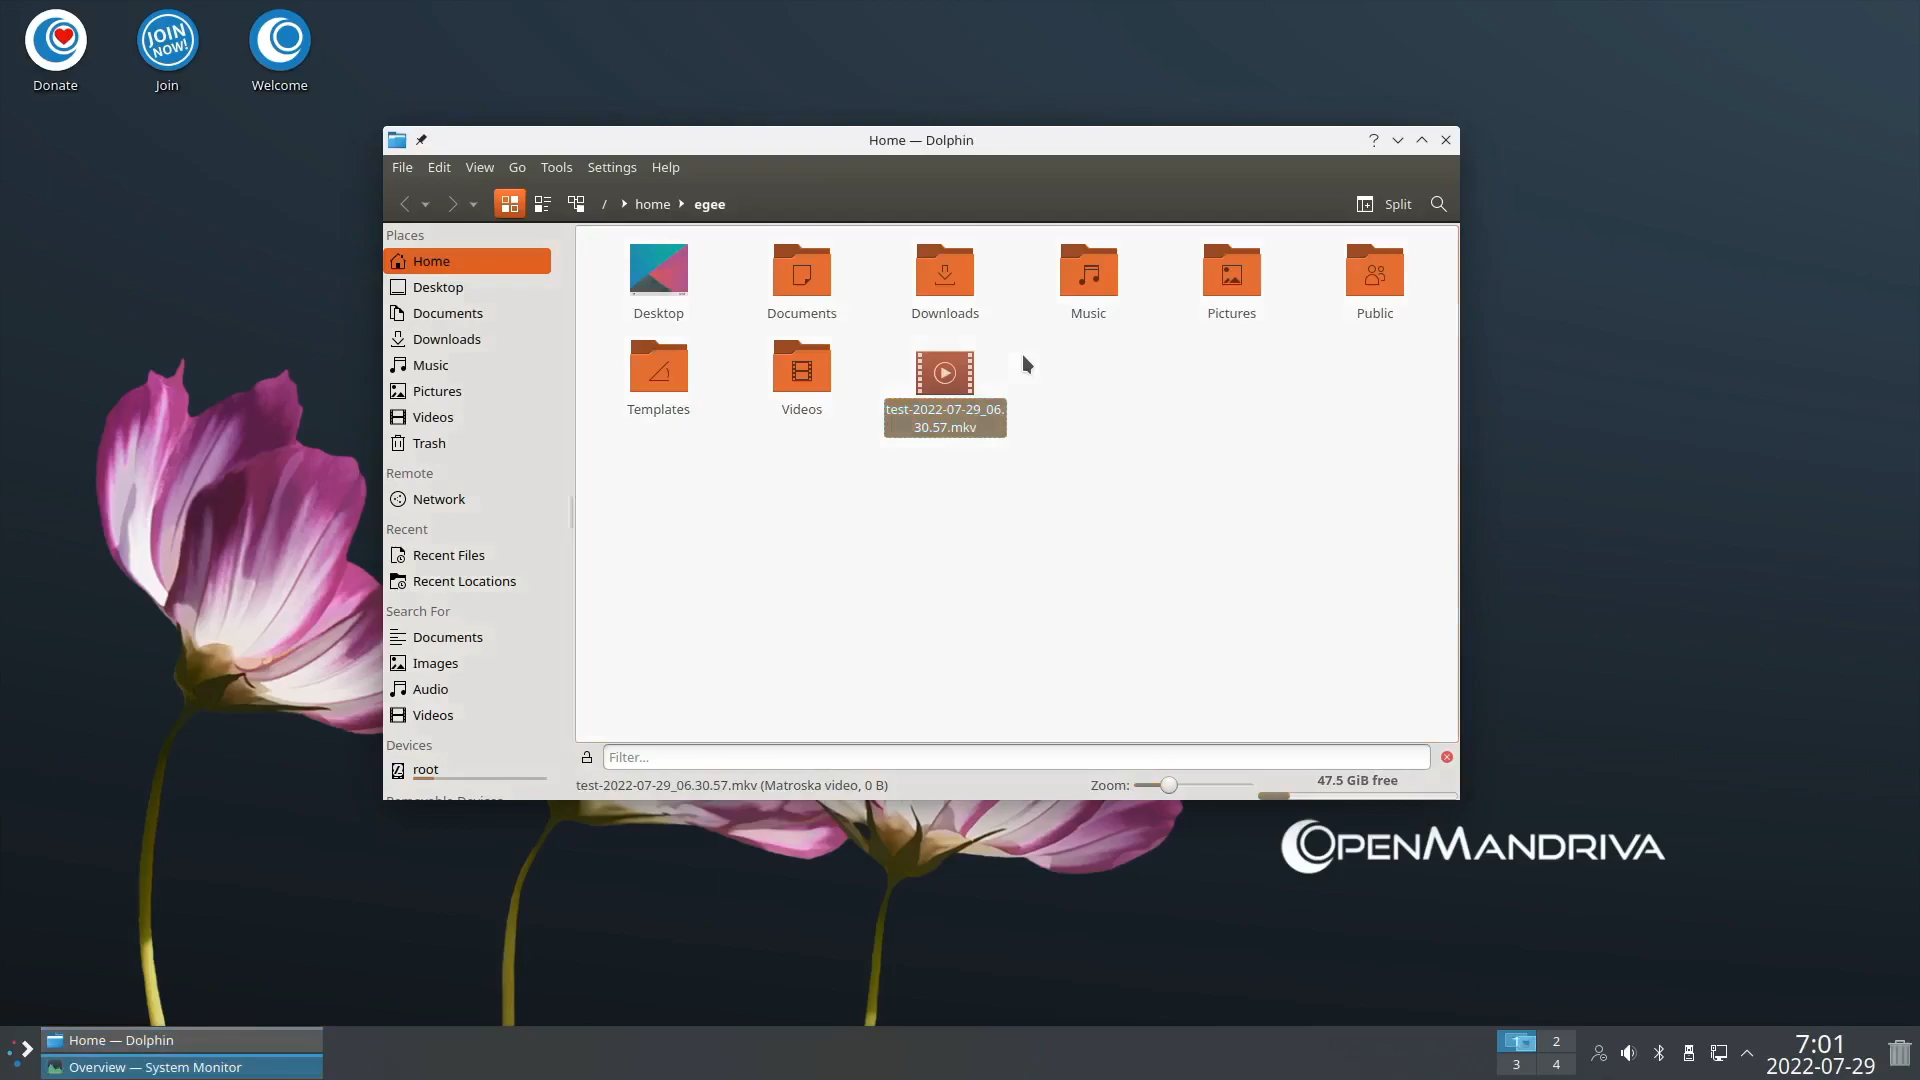 JOIN NOW!
Donate
Join
Welcome
Home — Dolphin
File Edit View Go Tools Settings Help
/ home egee
Split
Places
Home
Desktop
Documents
Downloads
Music
Pictures
Videos
Trash
Remote
Network
Recent
Recent Files
Recent Locations
Search For
Documents
Images
Audio
Videos
Devices
root
Removable Devices
Desktop Documents Downloads Music Pictures Public
Templates Videos test-2022-07-29_06.
30.57.mkv
Filter...
test-2022-07-29_06.30.57.mkv (Matroska video, 0 B)
Zoom:
47.5 GiB free
OPENMANDRIVA
Home — Dolphin
Overview — System Monitor
1 2
3 4
7:01
2022-07-29